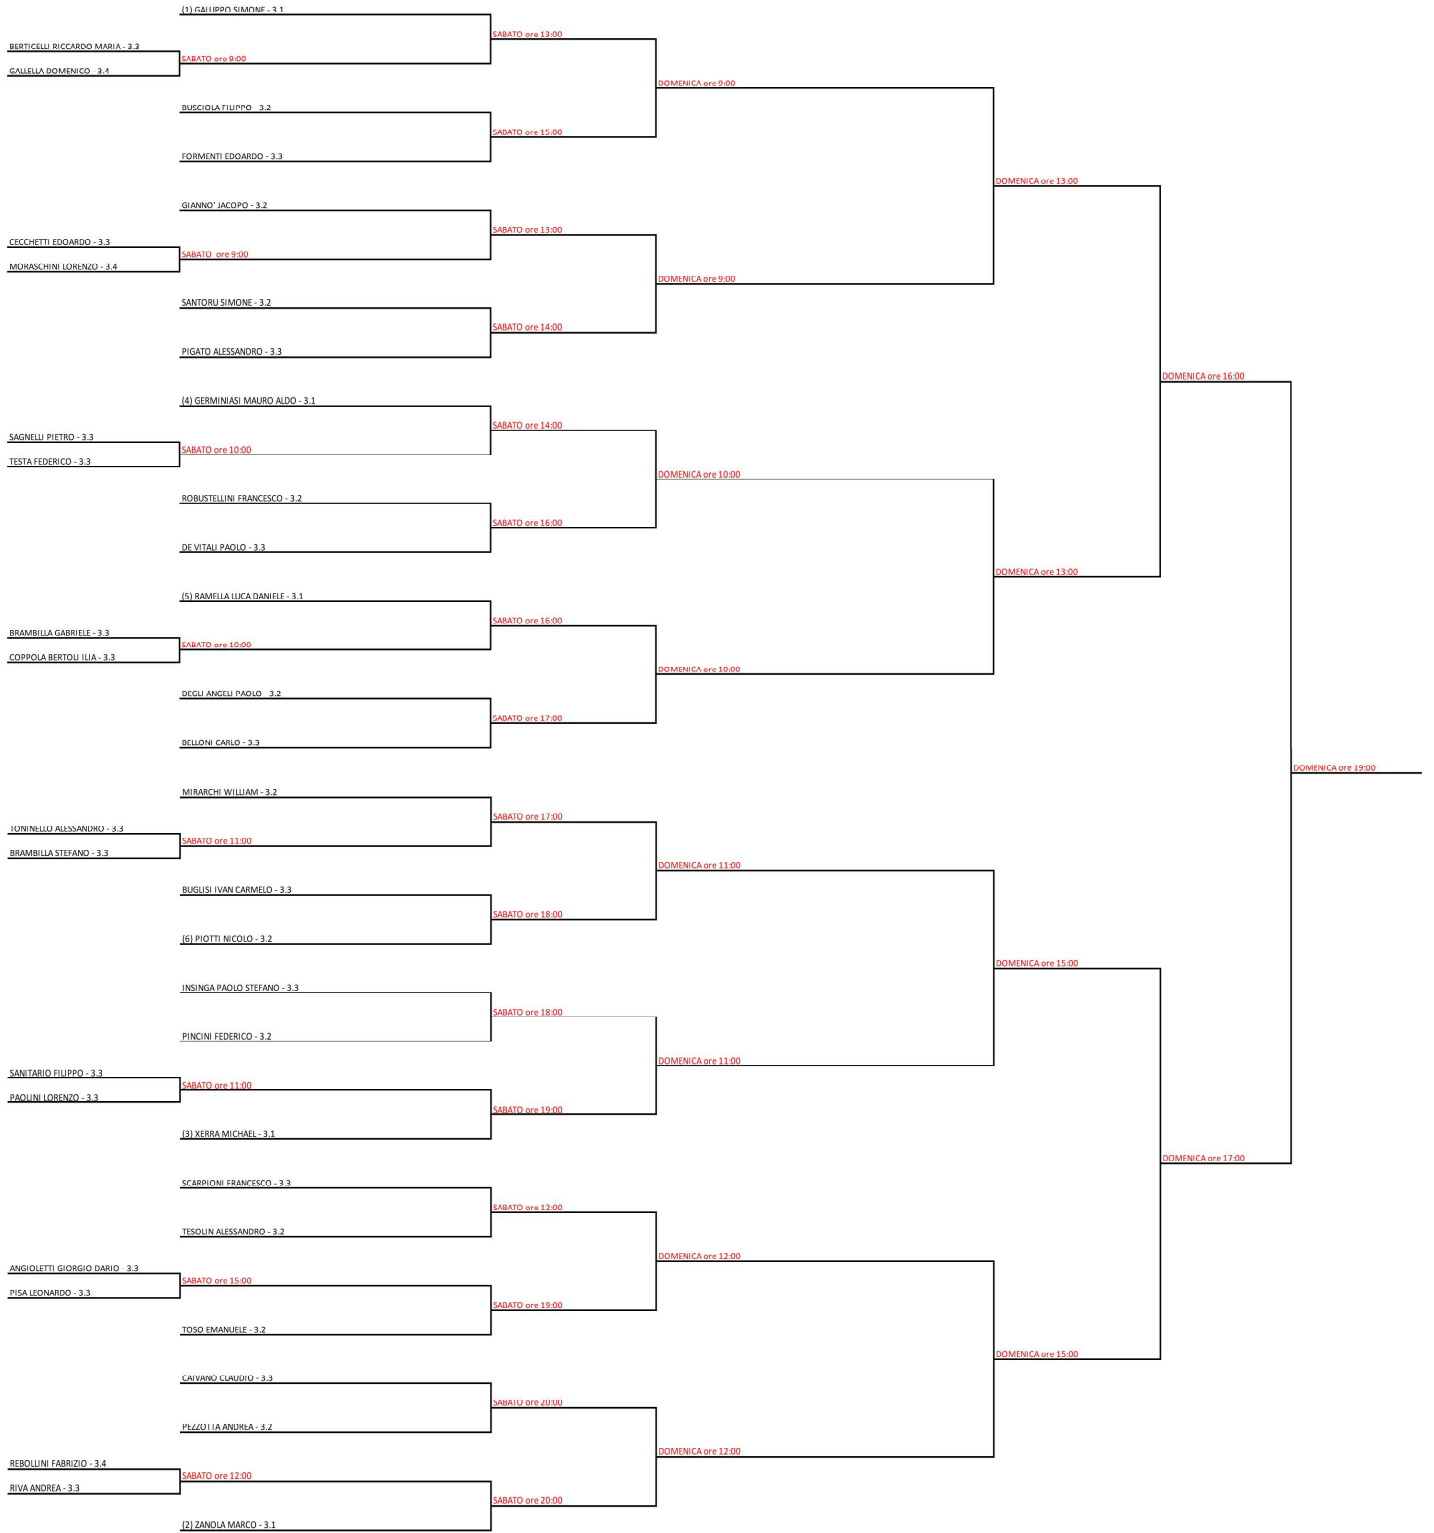 (1) GALUPPO SIMONE - 3.1
SABATO ore 13:00
BERTICELLI RICCARDO MARIA - 3.3
SABATO ore 9:00
GALLELLA DOMENICO - 3.4
DOMENICA ore 9:00
BUSCIOLA FILIPPO - 3.2
SABATO ore 15:00
FORMENTI EDOARDO - 3.3
DOMENICA ore 13:00
GIANNO' JACOPO - 3.2
SABATO ore 13:00
CECCHETTI EDOARDO - 3.3
SABATO ore 9:00
MORASCHINI LORENZO - 3.4
DOMENICA ore 9:00
SANTORU SIMONE - 3.2
SABATO ore 14:00
PIGATO ALESSANDRO - 3.3
DOMENICA ore 16:00
(4) GERMINIASI MAURO ALDO - 3.1
SABATO ore 14:00
SAGNELLI PIETRO - 3.3
SABATO ore 10:00
TESTA FEDERICO - 3.3
DOMENICA ore 10:00
ROBUSTELLINI FRANCESCO - 3.2
SABATO ore 16:00
DE VITALI PAOLO - 3.3
DOMENICA ore 13:00
(5) RAMELLA LUCA DANIELE - 3.1
SABATO ore 16:00
BRAMBILLA GABRIELE - 3.3
SABATO ore 10:00
COPPOLA BERTOLI ILIA - 3.3
DOMENICA ore 10:00
DEGLI ANGELI PAOLO - 3.2
SABATO ore 17:00
BELLONI CARLO - 3.3
DOMENICA ore 19:00
MIRARCHI WILLIAM - 3.2
SABATO ore 17:00
TONINELLO ALESSANDRO - 3.3
SABATO ore 11:00
BRAMBILLA STEFANO - 3.3
DOMENICA ore 11:00
BUGLISI IVAN CARMELO - 3.3
SABATO ore 18:00
(6) PIOTTI NICOLO - 3.2
DOMENICA ore 15:00
INSINGA PAOLO STEFANO - 3.3
SABATO ore 18:00
PINCINI FEDERICO - 3.2
DOMENICA ore 11:00
SANITARIO FILIPPO - 3.3
SABATO ore 11:00
PAOLINI LORENZO - 3.3
SABATO ore 19:00
(3) XERRA MICHAEL - 3.1
DOMENICA ore 17:00
SCARPIONI FRANCESCO - 3.3
SABATO ore 12:00
TESOLIN ALESSANDRO - 3.2
DOMENICA ore 12:00
ANGIOLETTI GIORGIO DARIO - 3.3
SABATO ore 15:00
PISA LEONARDO - 3.3
SABATO ore 19:00
TOSO EMANUELE - 3.2
DOMENICA ore 15:00
CAIVANO CLAUDIO - 3.3
SABATO ore 20:00
PEZZOTTA ANDREA - 3.2
DOMENICA ore 12:00
REBOLLINI FABRIZIO - 3.4
SABATO ore 12:00
RIVA ANDREA - 3.3
SABATO ore 20:00
(2) ZANOLA MARCO - 3.1